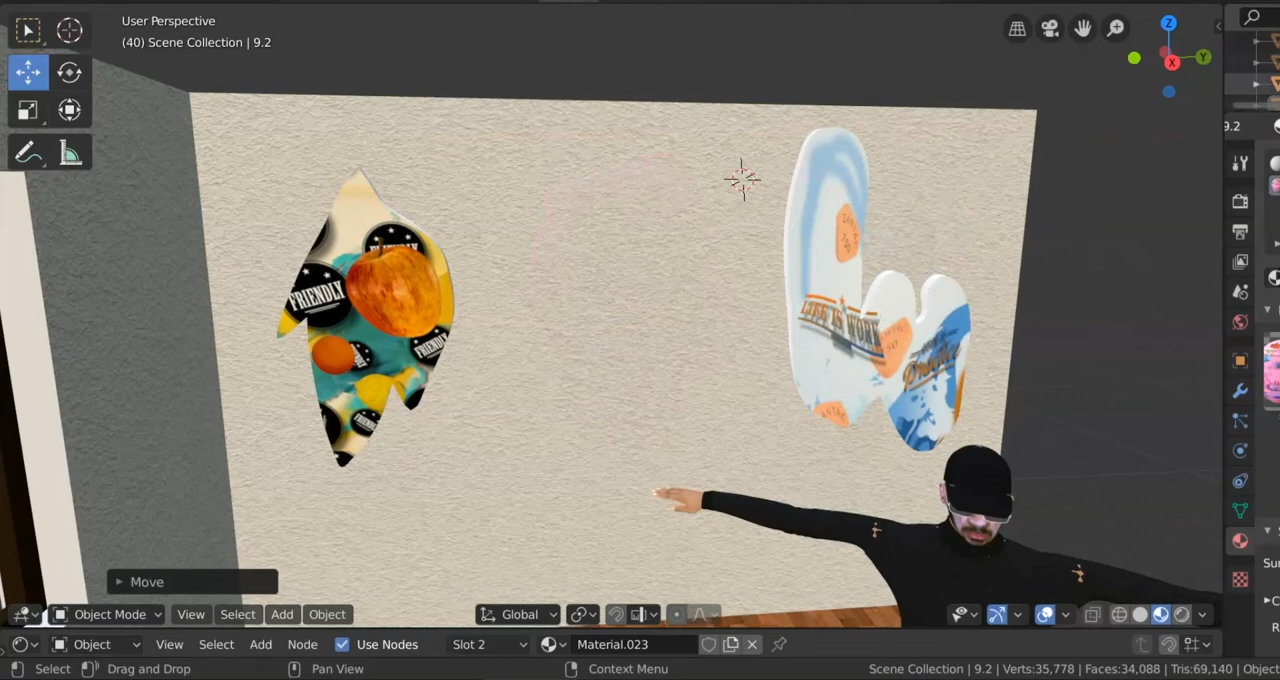 User Perspective
(40) Scene Collection | 9.2
Z
Y
X
9.2
FRIENDLY
FRIENDLY
FRIENDLY
FRIENDLY
LIFE IS WORK
Move
Object Mode
View
Select
Add
Object
Global
Object
View
Select
Add
Node
Use Nodes
Slot 2
Material.023
Su
Select
Drag and Drop
Pan View
Context Menu
Scene Collection | 9.2 | Verts:35,778 | Faces:34,088 | Tris:69,140 | Object